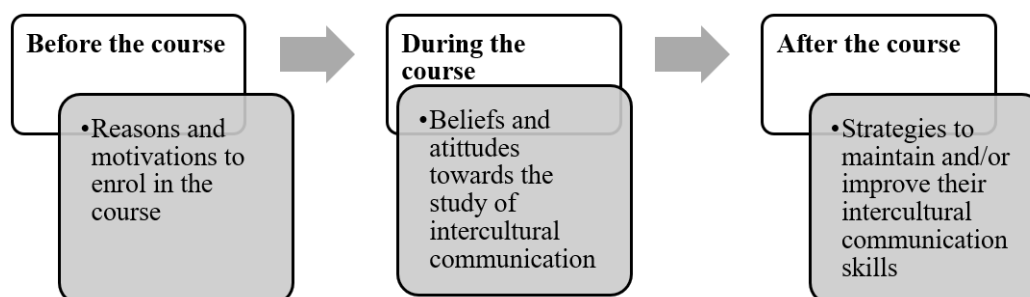 Before the course
•Reasons and
motivations to
enrol in the
course
During the
course
•Beliefs and
atittudes
towards the
study of
intercultural
communication
After the course
•Strategies to
maintain and/or
improve their
intercultural
communication
skills